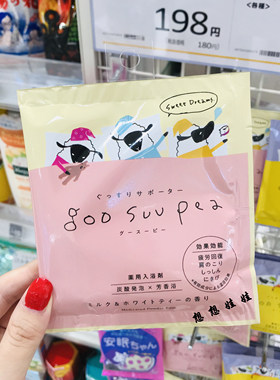 <各種>
198円
180円
Sweet Dreams
ぐっすりサポーター
goo suu pea
グースーピー
薬用入浴剤
炭酸発泡×芳香浴
ミルク&ホワイトティーの香り
効果効能
疲労回復
肩のこり
しっしん
にきび
想想娃娃
安眠ちゃん